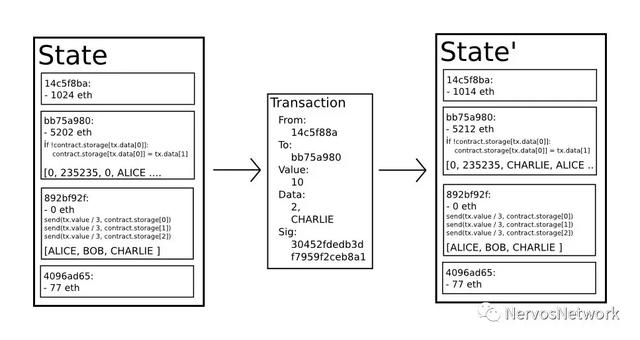 State
14c5f8ba:
- 1024 eth
bb75a980:
- 5202 eth
if !contract.storage[tx.data[0]]:
contract.storage[tx.data[0]] = tx.data[1]
[0, 235235, 0, ALICE ....
892bf92f:
- 0 eth
send(tx.value / 3, contract.storage[0])
send(tx.value / 3, contract.storage[1])
send(tx.value / 3, contract.storage[2])
[ALICE, BOB, CHARLIE ]
4096ad65:
- 77 eth
Transaction
From:
14c5f88a
To:
bb75a980
Value:
10
Data:
2,
CHARLIE
Sig:
30452fdedb3d
f7959f2ceb8a1
State'
14c5f8ba:
- 1014 eth
bb75a980:
- 5212 eth
if !contract.storage[tx.data[0]]:
contract.storage[tx.data[0]] = tx.data[1]
[0, 235235, CHARLIE, ALICE ..
892bf92f:
- 0 eth
send(tx.value / 3, contract.storage[0])
send(tx.value / 3, contract.storage[1])
send(tx.value / 3, contract.storage[2])
[ALICE, BOB, CHARLIE ]
4096ad65:
- 77 eth
NervosNetwork